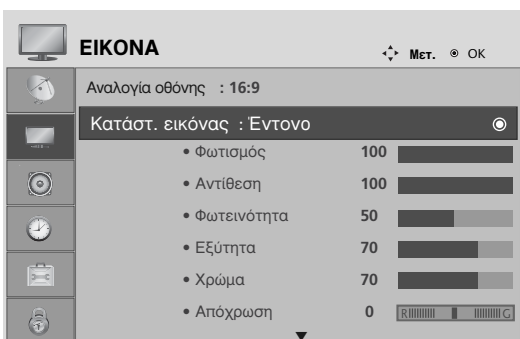 ΕΙΚΟΝΑ
Μετ. OK
Αναλογία οθόνης : 16:9
Κατάστ. εικόνας : Έντονο
• Φωτισμός 100
• Αντίθεση 100
• Φωτεινότητα 50
• Εξύτητα 70
• Χρώμα 70
• Απόχρωση 0 R G